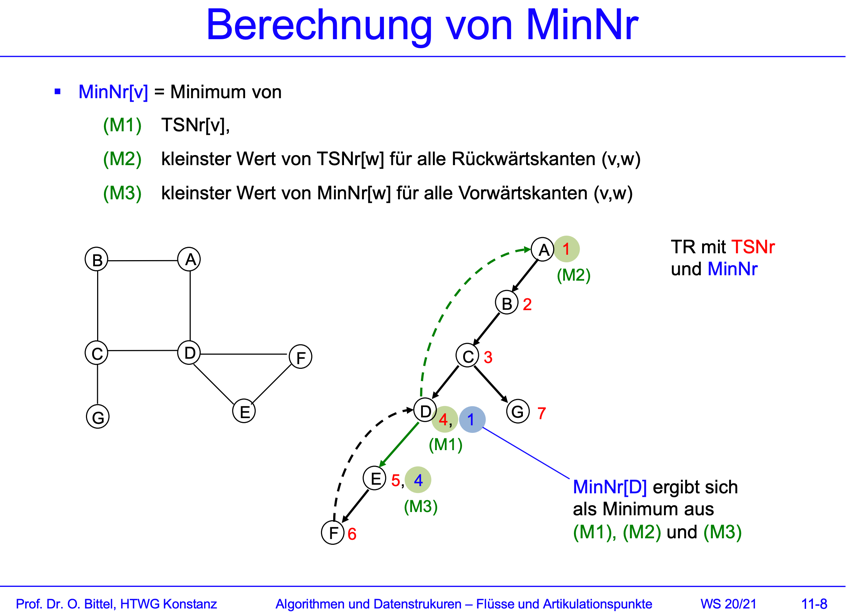 Berechnung von MinNr
▪ MinNr[v] = Minimum von
(M1) TSNr[v],
(M2) kleinster Wert von TSNr[w] für alle Rückwärtskanten (v,w)
(M3) kleinster Wert von MinNr[w] für alle Vorwärtskanten (v,w)
B A
C D F
G E
A 1
(M2)
B 2
C 3
D 4, 1
(M1)
G 7
E 5, 4
(M3)
F 6
TR mit TSNr
und MinNr
MinNr[D] ergibt sich
als Minimum aus
(M1), (M2) und (M3)
Prof. Dr. O. Bittel, HTWG Konstanz Algorithmen und Datenstrukuren – Flüsse und Artikulationspunkte WS 20/21 11-8